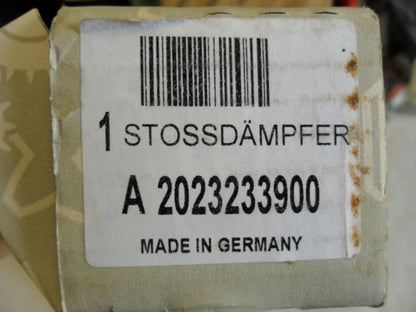 1 STOSSDÄMPFER
A 2023233900
MADE IN GERMANY